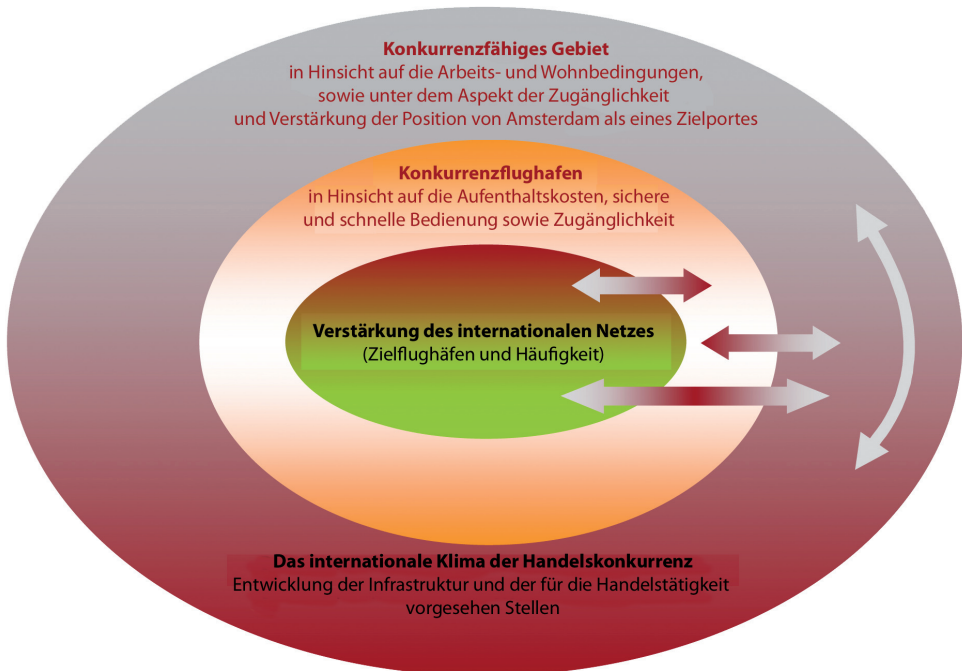 Konkurrenzfähiges Gebiet
in Hinsicht auf die Arbeits- und Wohnbedingungen,
sowie unter dem Aspekt der Zugänglichkeit
und Verstärkung der Position von Amsterdam als eines Zielportes
Konkurrenzflughafen
in Hinsicht auf die Aufenthaltskosten, sichere
und schnelle Bedienung sowie Zugänglichkeit
Verstärkung des internationalen Netzes
(Zielflughäfen und Häufigkeit)
Das internationale Klima der Handelskonkurrenz
Entwicklung der Infrastruktur und der für die Handelstätigkeit
vorgesehen Stellen